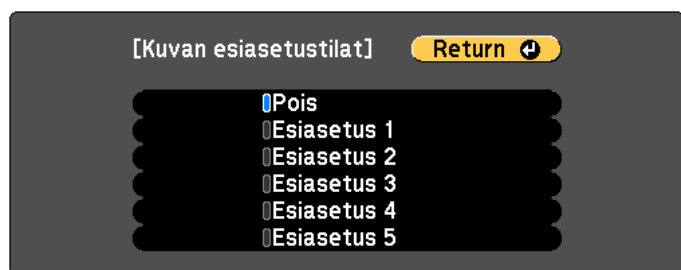 [Kuvan esiasetustilat] Return
Pois
Esiasetus 1
Esiasetus 2
Esiasetus 3
Esiasetus 4
Esiasetus 5